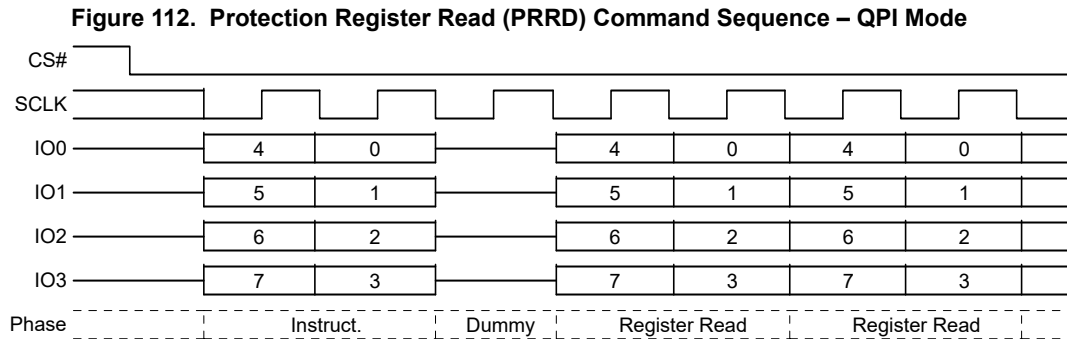 Figure 112. Protection Register Read (PRRD) Command Sequence – QPI Mode
CS#
SCLK
IO0 4 0 4 0 4 0
IO1 5 1 5 1 5 1
IO2 6 2 6 2 6 2
IO3 7 3 7 3 7 3
Phase Instruct. Dummy Register Read Register Read